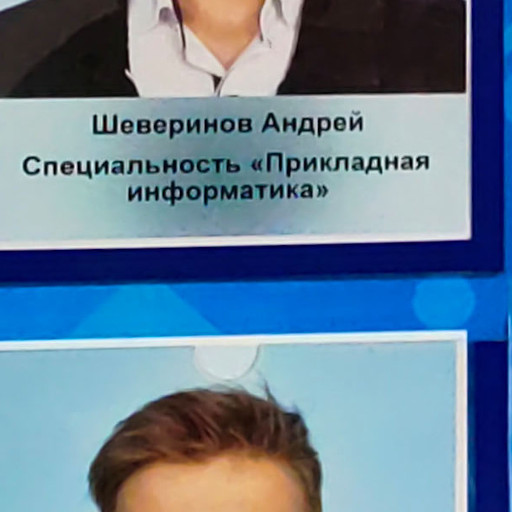 Шеверинов Андрей
Специальность «Прикладная
информатика»